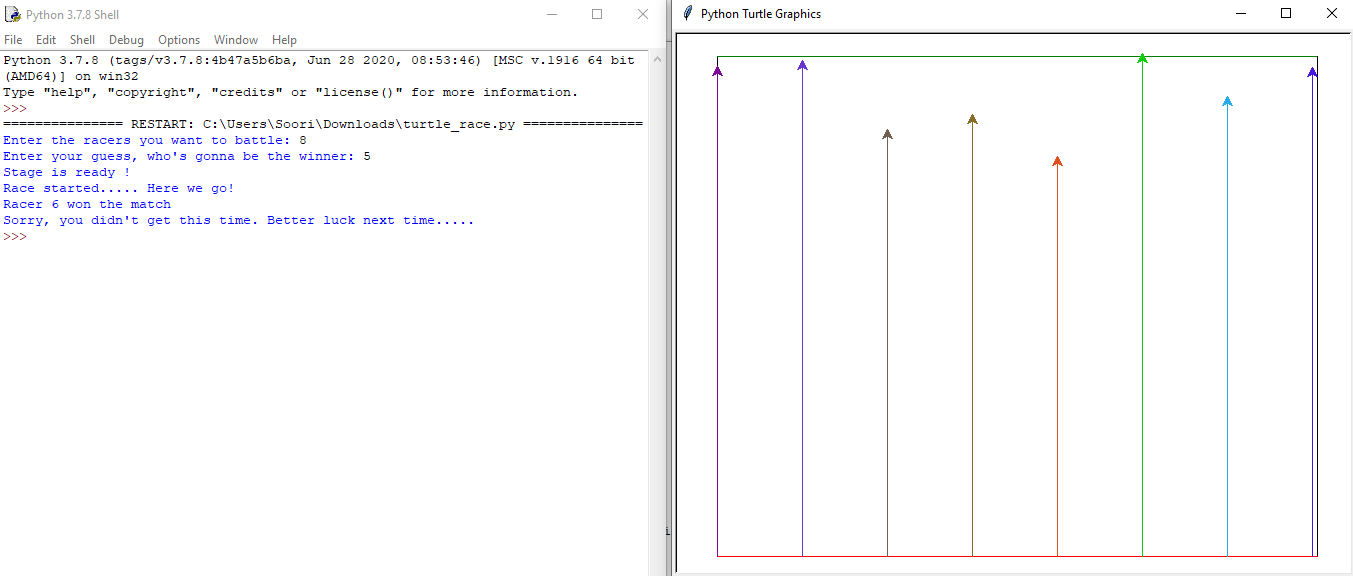 Python 3.7.8 Shell
File Edit Shell Debug Options Window Help
Python 3.7.8 (tags/v3.7.8:4b47a5b6ba, Jun 28 2020, 08:53:46) [MSC v.1916 64 bit
(AMD64)] on win32
Type "help", "copyright", "credits" or "license()" for more information.
>>>
=============== RESTART: C:\Users\Soori\Downloads\turtle_race.py ===============
Enter the racers you want to battle: 8
Enter your guess, who's gonna be the winner: 5
Stage is ready !
Race started..... Here we go!
Racer 6 won the match
Sorry, you didn't get this time. Better luck next time.....
>>>
Python Turtle Graphics